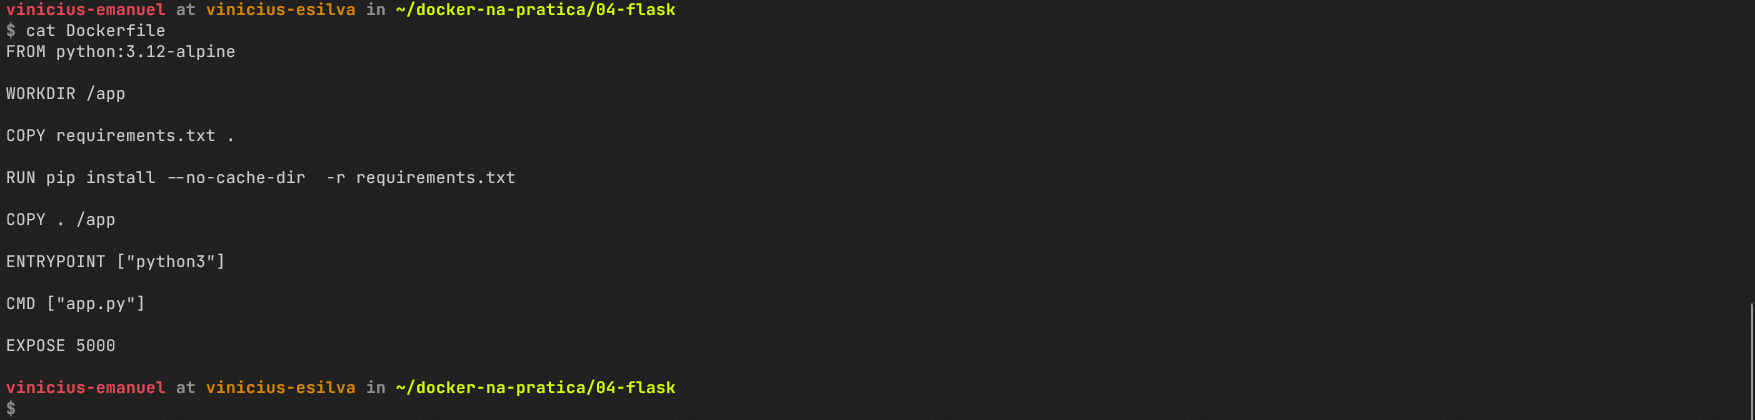 vinicius-emanuel at vinicius-esilva in ~/docker-na-pratica/04-flask
$ cat Dockerfile
FROM python:3.12-alpine
WORKDIR /app
COPY requirements.txt .
RUN pip install --no-cache-dir  -r requirements.txt
COPY . /app
ENTRYPOINT ["python3"]
CMD ["app.py"]
EXPOSE 5000
vinicius-emanuel at vinicius-esilva in ~/docker-na-pratica/04-flask
$